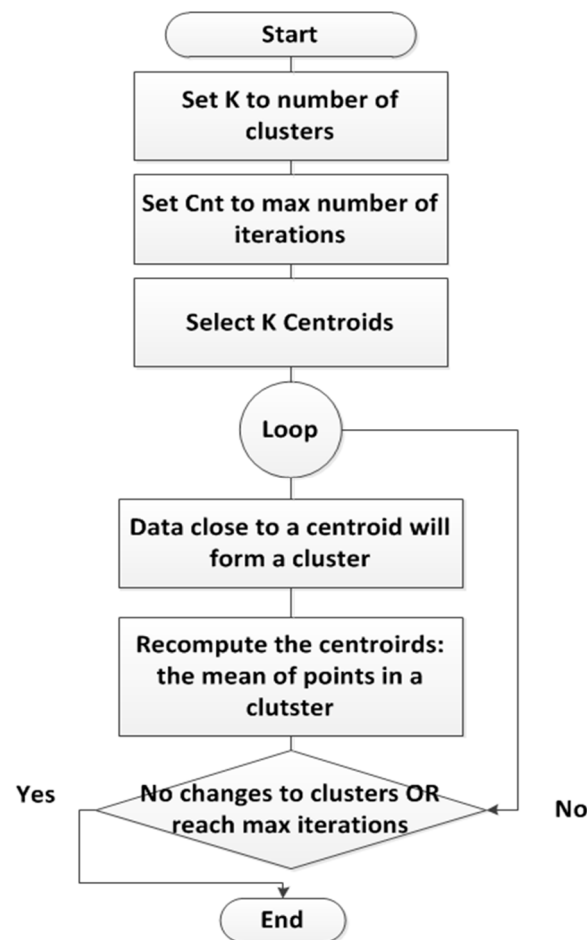 Start
Set K to number of
clusters
Set Cnt to max number of
iterations
Select K Centroids
Loop
Data close to a centroid will
form a cluster
Recompute the centroirds:
the mean of points in a
clutster
Yes
No changes to clusters OR
reach max iterations
No
End